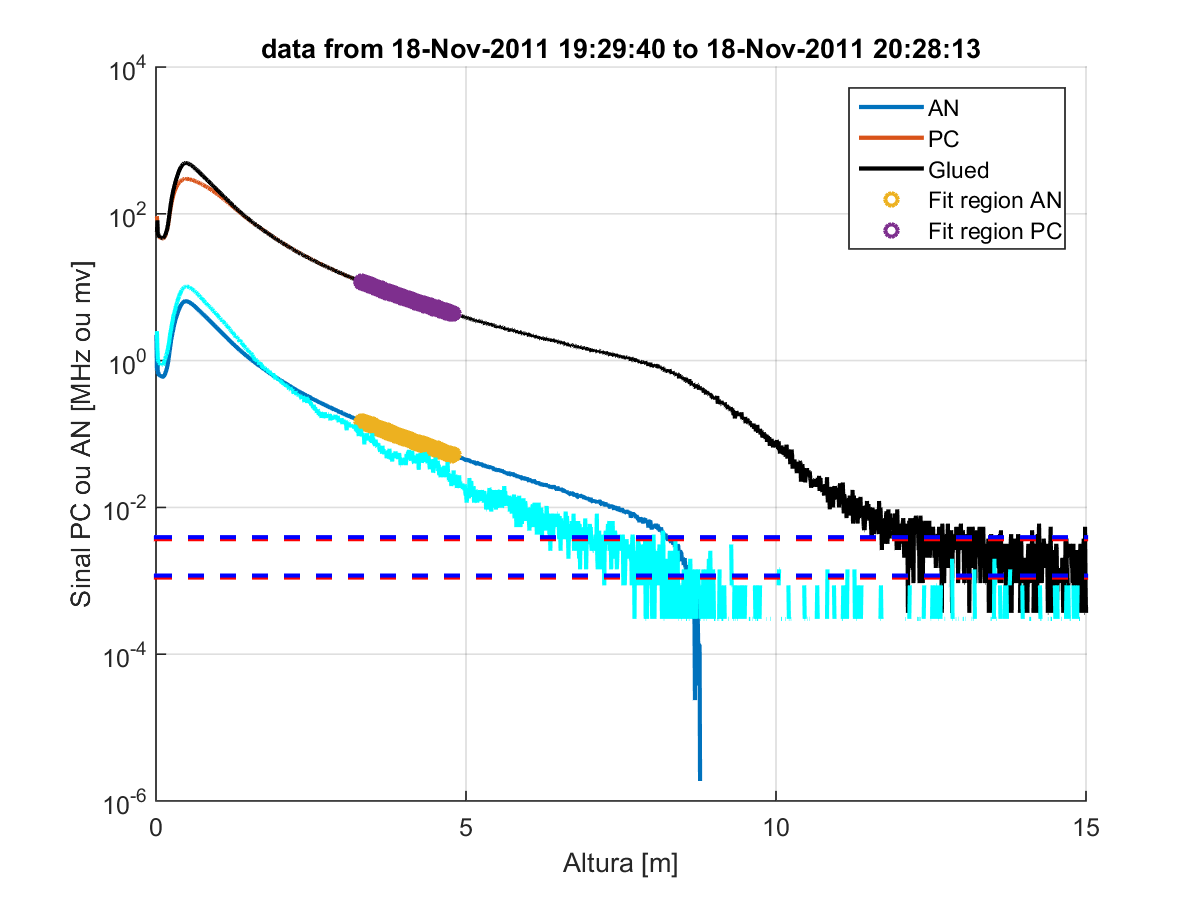 data from 18-Nov-2011 19:29:40 to 18-Nov-2011 20:28:13
Sinal PC ou AN [MHz ou mv]
10^4
10^2
10^0
10^-2
10^-4
10^-6
AN
PC
Glued
Fit region AN
Fit region PC
0 5 10 15
Altura [m]